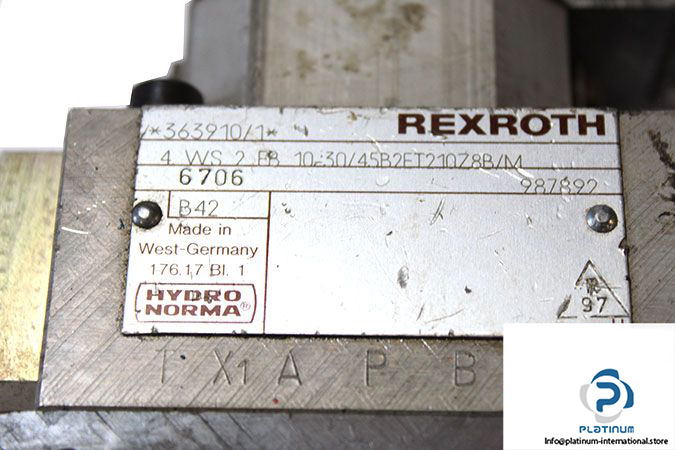 *363910/1* REXROTH
4 WS 2 EB 10-30/45B2ET210Z8B/M
6706 987892
B42
Made in
West-Germany
176.17 Bl. 1
HYDRO
NORMA®
97
T X1 A P B
PLATINUM
Info@platinum-international.store